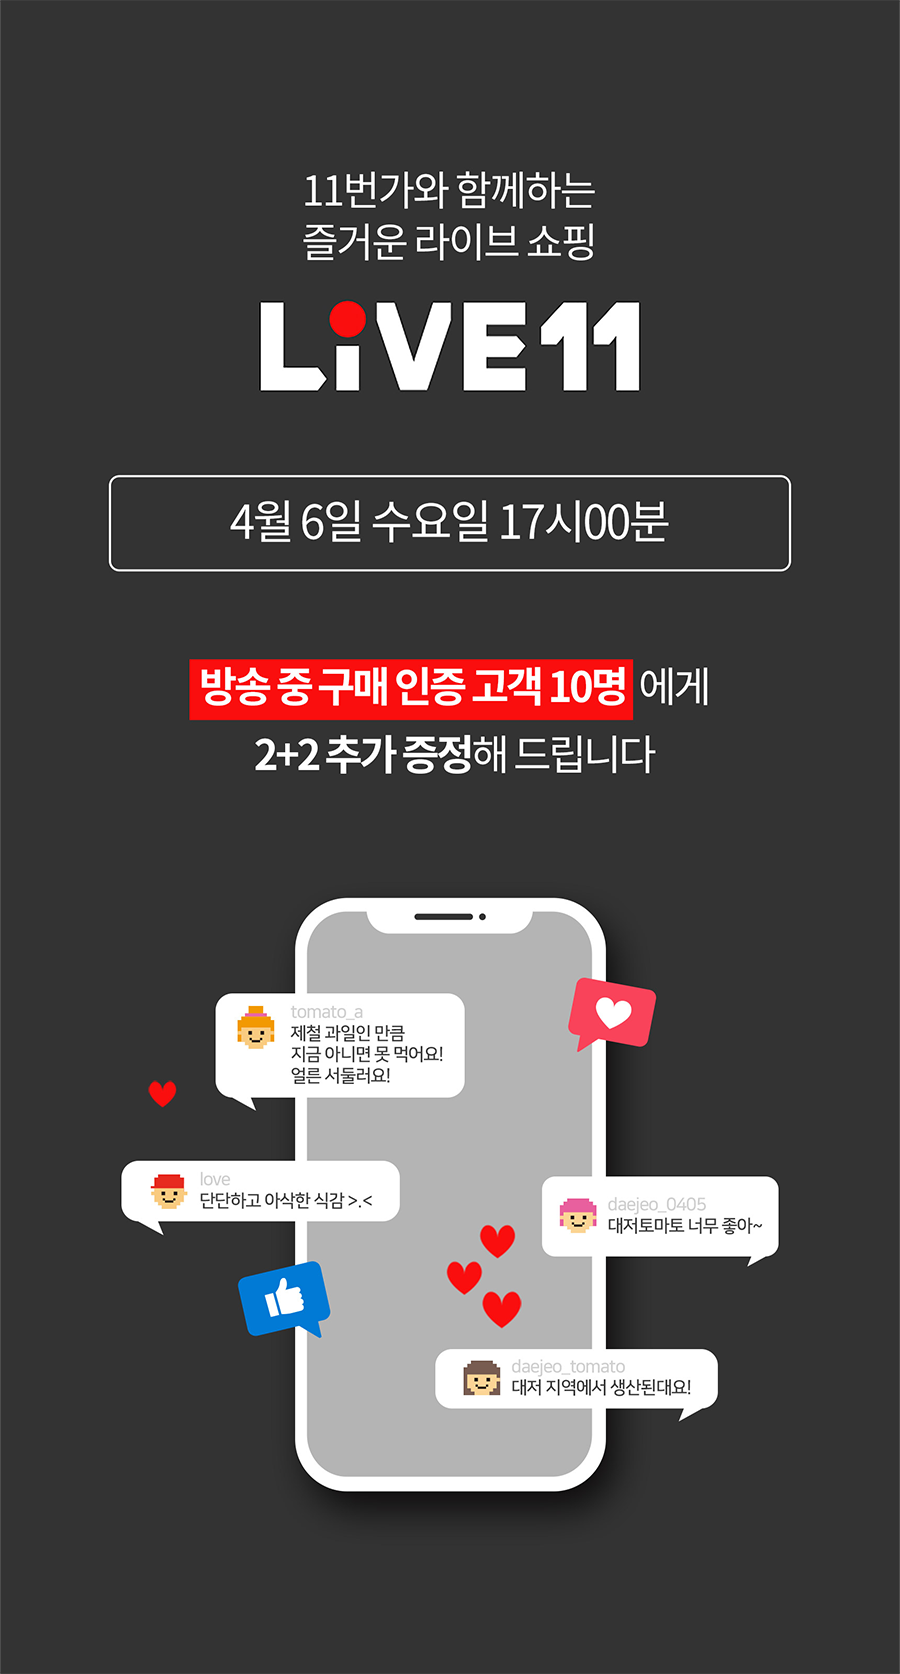 11번가와 함께하는
즐거운 라이브 쇼핑
LiVE11
4월 6일 수요일 17시00분
방송 중 구매 인증 고객 10명 에게
2+2 추가 증정해 드립니다
tomato_a
제철 과일인 만큼
지금 아니면 못 먹어요!
얼른 서둘러요!
love
단단하고 아삭한 식감 >.<
daejeo_0405
대저토마토 너무 좋아~
daejeo_tomato
대저 지역에서 생산된대요!